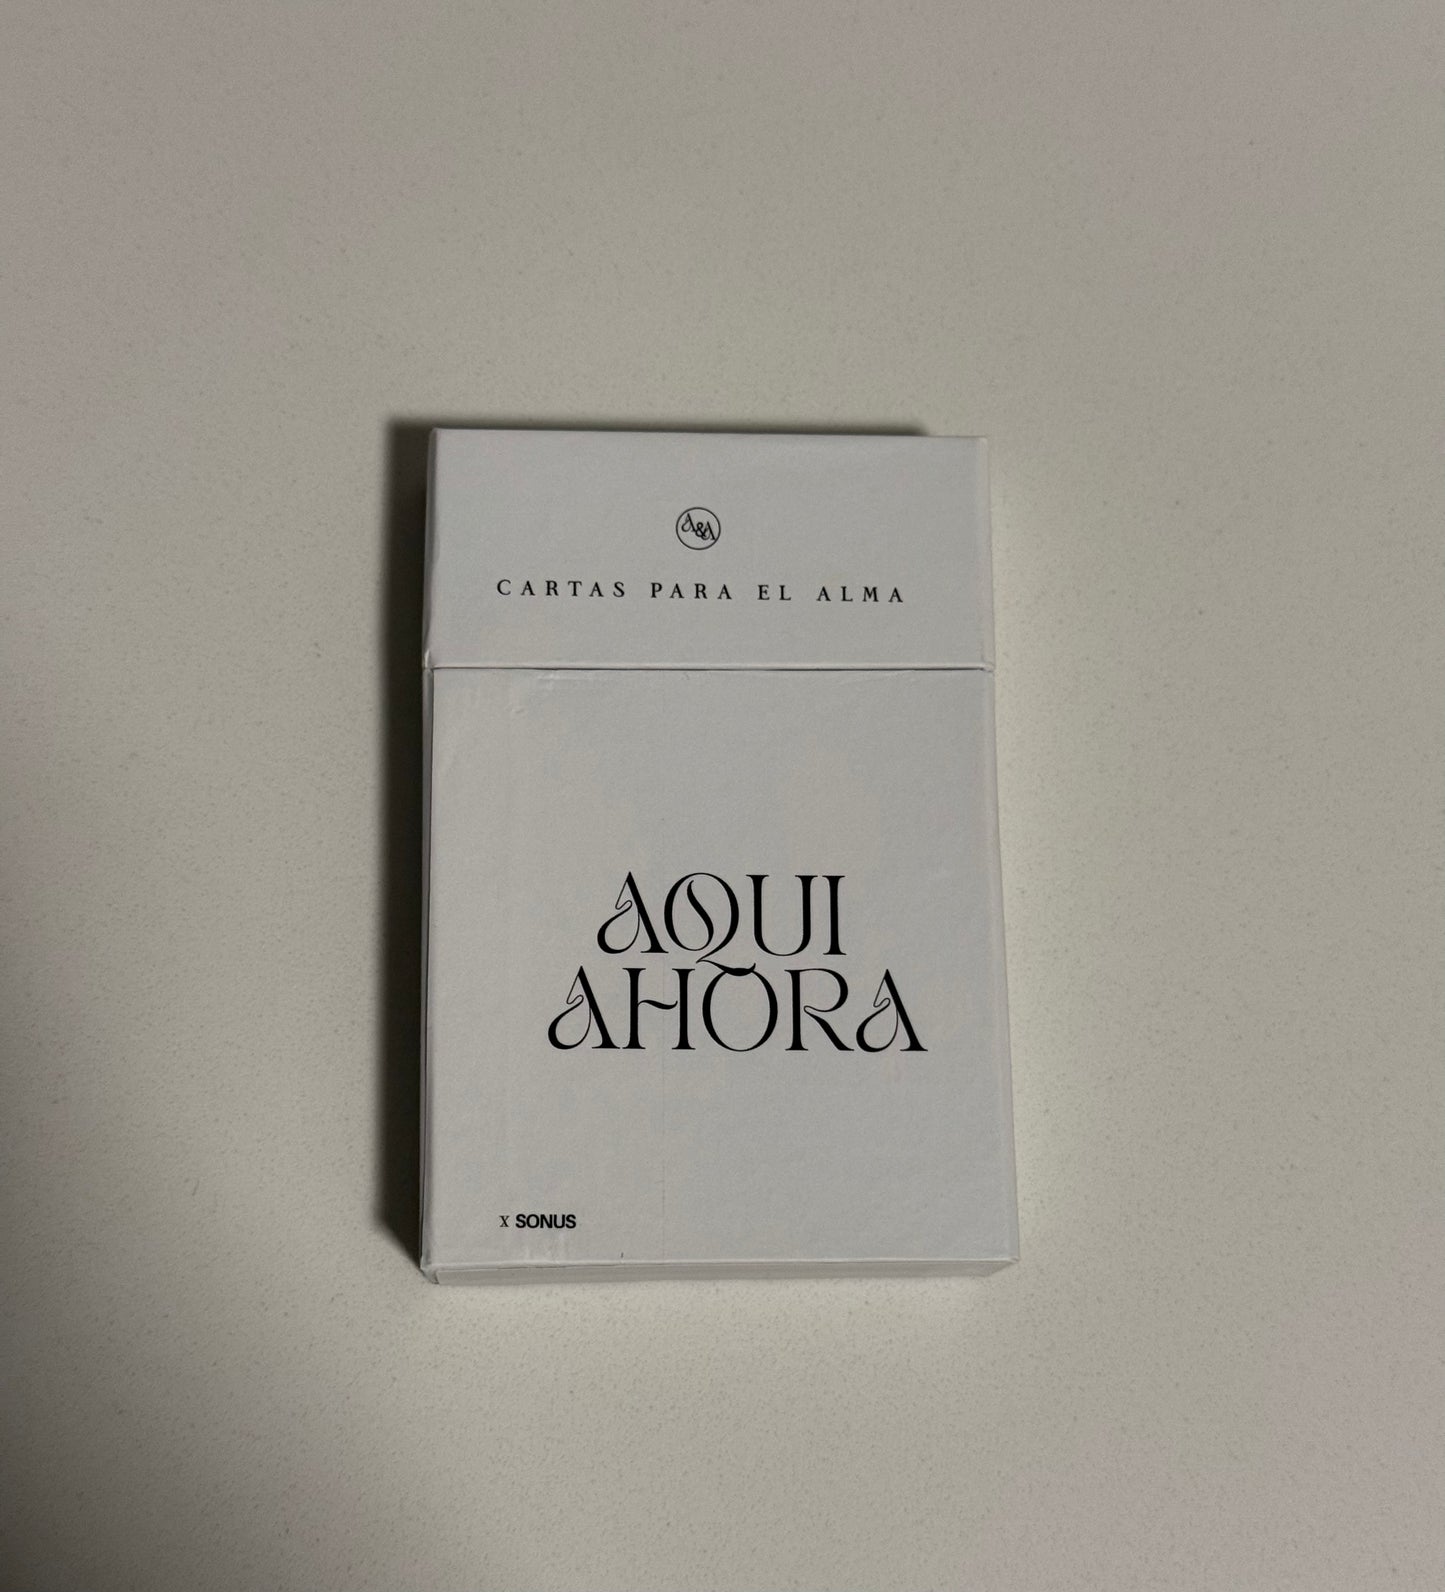 A&A
CARTAS PARA EL ALMA
AQUI
AHORA
X SONUS